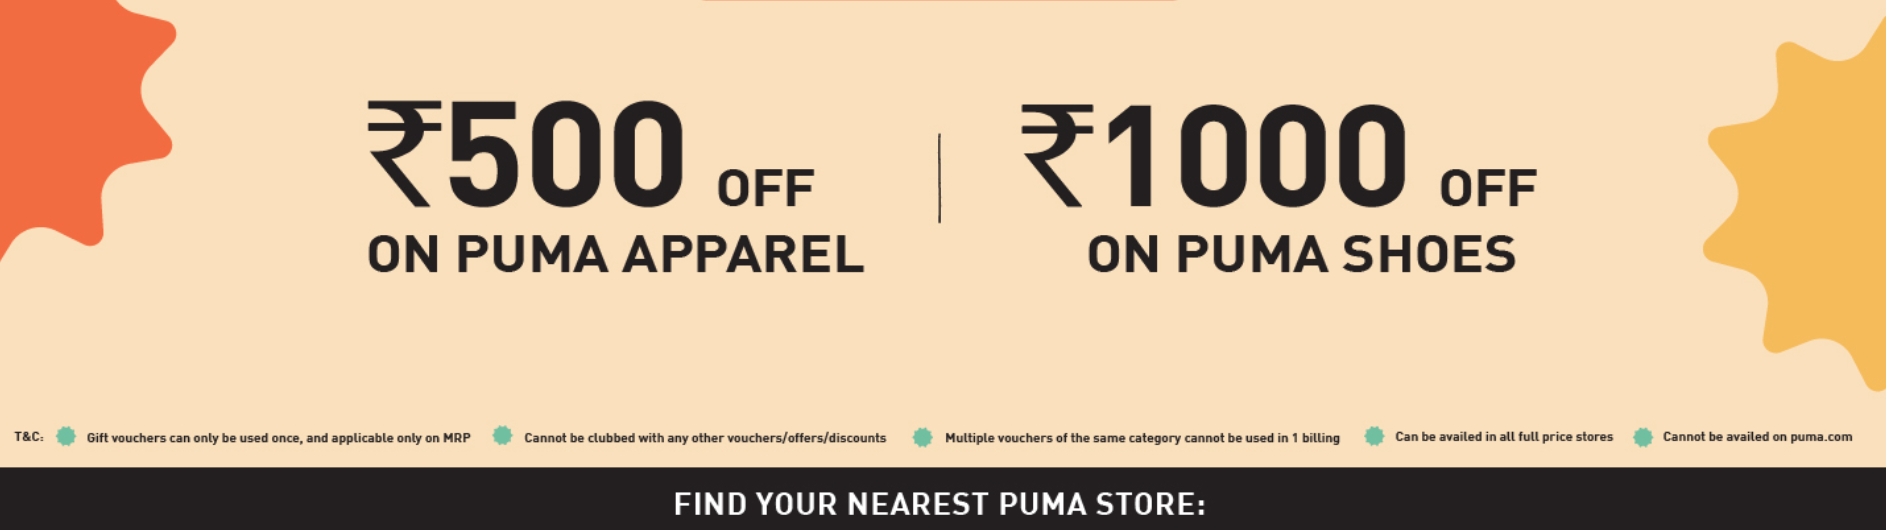 ₹500 OFF
ON PUMA APPAREL
₹1000 OFF
ON PUMA SHOES
T&C: Gift vouchers can only be used once, and applicable only on MRP Cannot be clubbed with any other vouchers/offers/discounts Multiple vouchers of the same category cannot be used in 1 billing Can be availed in all full price stores Cannot be availed on puma.com
FIND YOUR NEAREST PUMA STORE: